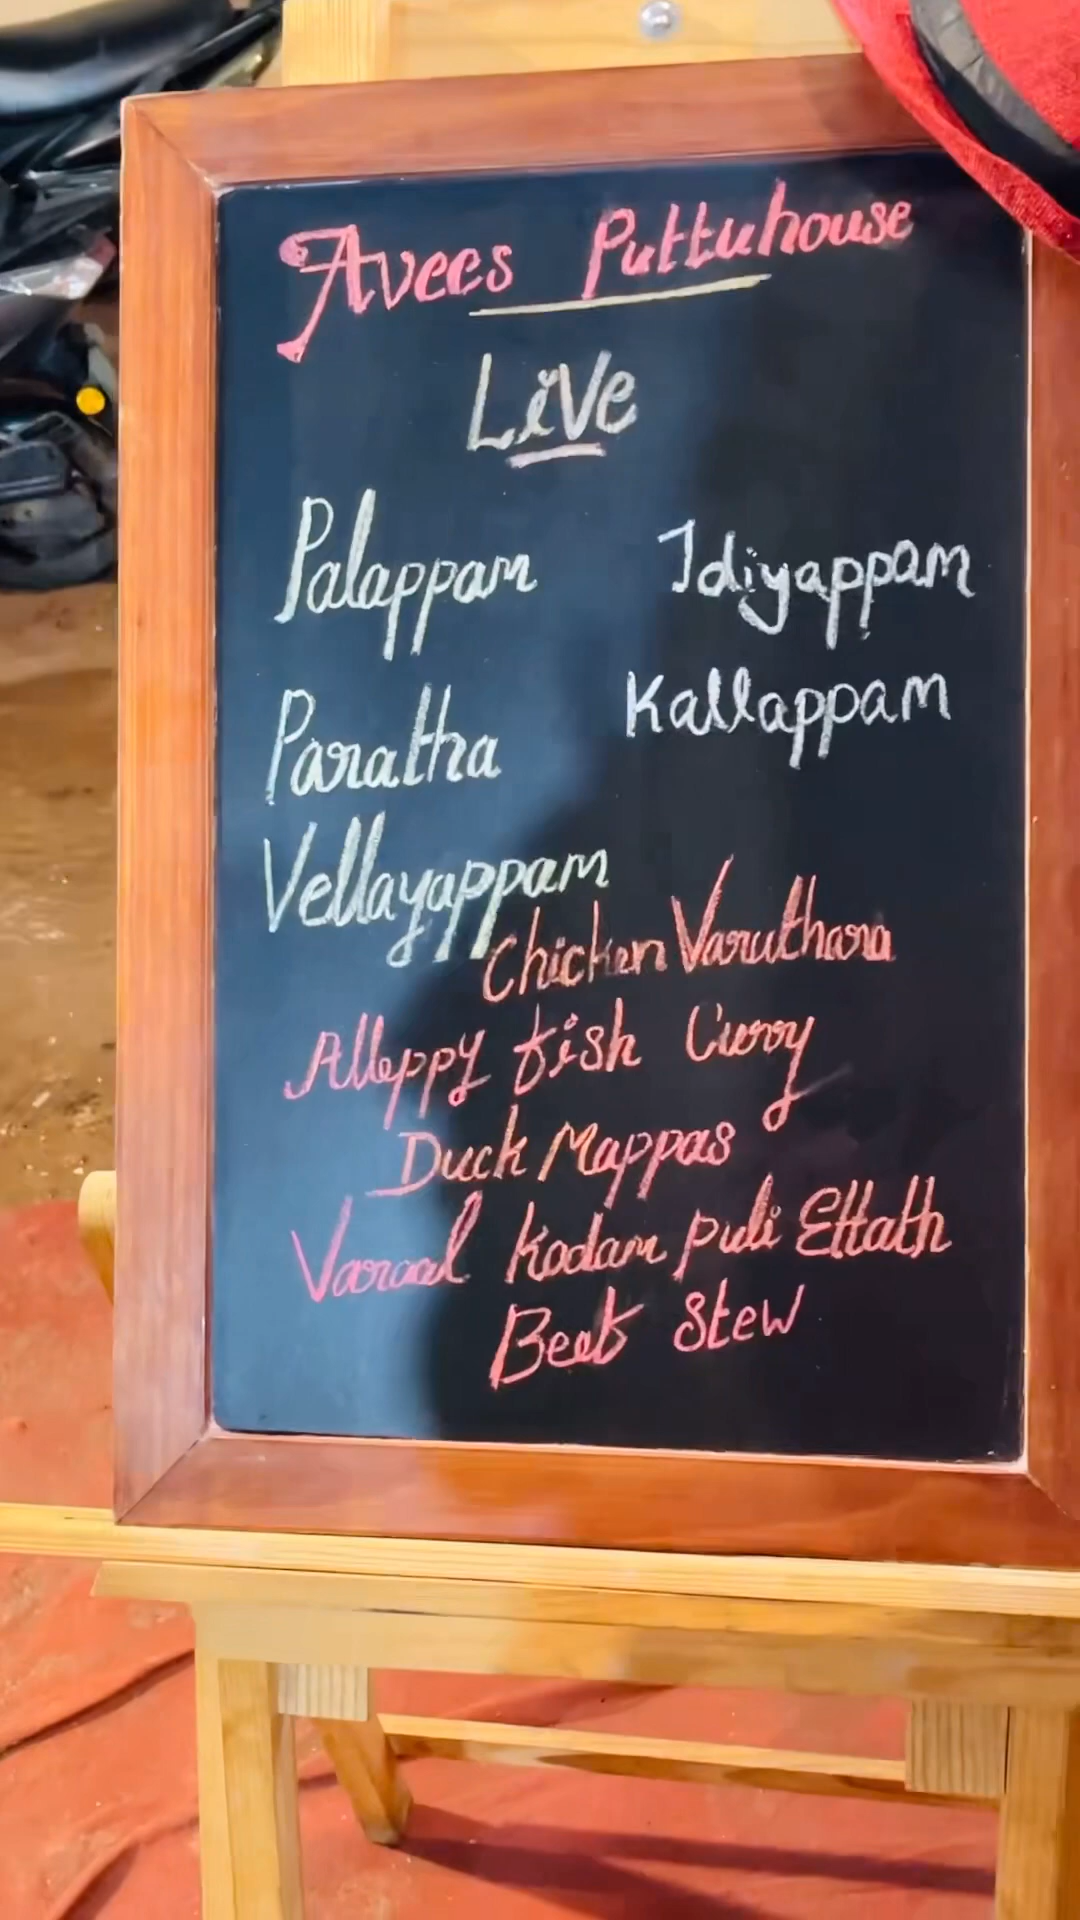 Avees Puttuhouse
Live
Palappam Idiyappam
Kallappam
Paratha
Vellayappam
Chicken Varuthara
Alleppy fish Curry
Duck Mappas
Varaal Kodam puli Ettath
Beef Stew